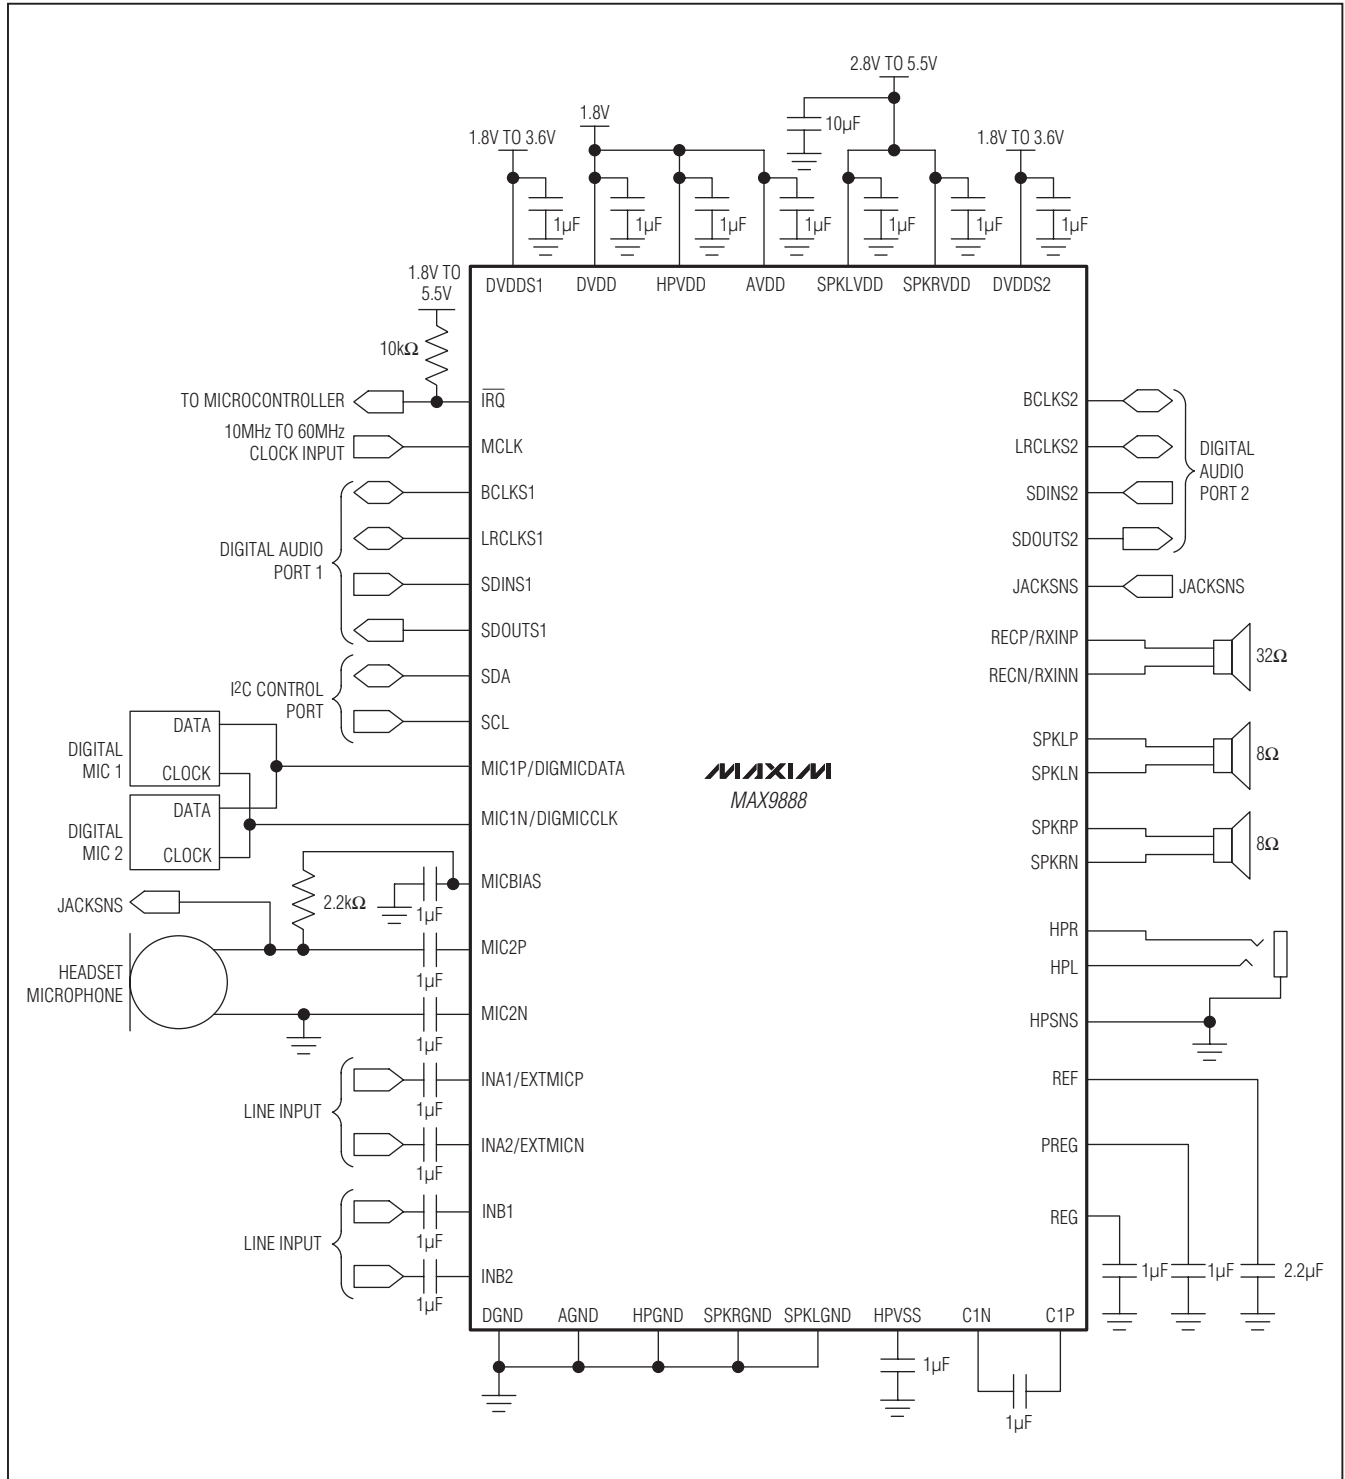 2.8V TO 5.5V
1.8V
10µF
1.8V TO 3.6V
1.8V TO 3.6V
1µF
1µF
1µF
1µF
1µF
1µF
1µF
1.8V TO
5.5V
DVDDS1
DVDD
HPVDD
AVDD
SPKLVDD
SPKRVDD
DVDDS2
10kΩ
TO MICROCONTROLLER
IRQ
10MHz TO 60MHz
CLOCK INPUT
MCLK
DIGITAL AUDIO
PORT 1
BCLKS1
LRCLKS1
SDINS1
SDOUTS1
I²C CONTROL
PORT
SDA
SCL
DIGITAL
MIC 1
DATA
CLOCK
DIGITAL
MIC 2
DATA
CLOCK
MIC1P/DIGMICDATA
MIC1N/DIGMICCLK
MICBIAS
1µF
2.2kΩ
JACKSNS
HEADSET
MICROPHONE
MIC2P
1µF
MIC2N
1µF
LINE INPUT
INA1/EXTMICP
1µF
INA2/EXTMICN
1µF
LINE INPUT
INB1
1µF
INB2
1µF
MAXIM
MAX9888
BCLKS2
LRCLKS2
SDINS2
SDOUTS2
DIGITAL
AUDIO
PORT 2
JACKSNS
JACKSNS
RECP/RXINP
RECN/RXINN
32Ω
SPKLP
SPKLN
8Ω
SPKRP
SPKRN
8Ω
HPR
HPL
HPSNS
REF
PREG
REG
1µF
1µF
2.2µF
DGND
AGND
HPGND
SPKRGND
SPKLGND
HPVSS
C1N
C1P
1µF
1µF